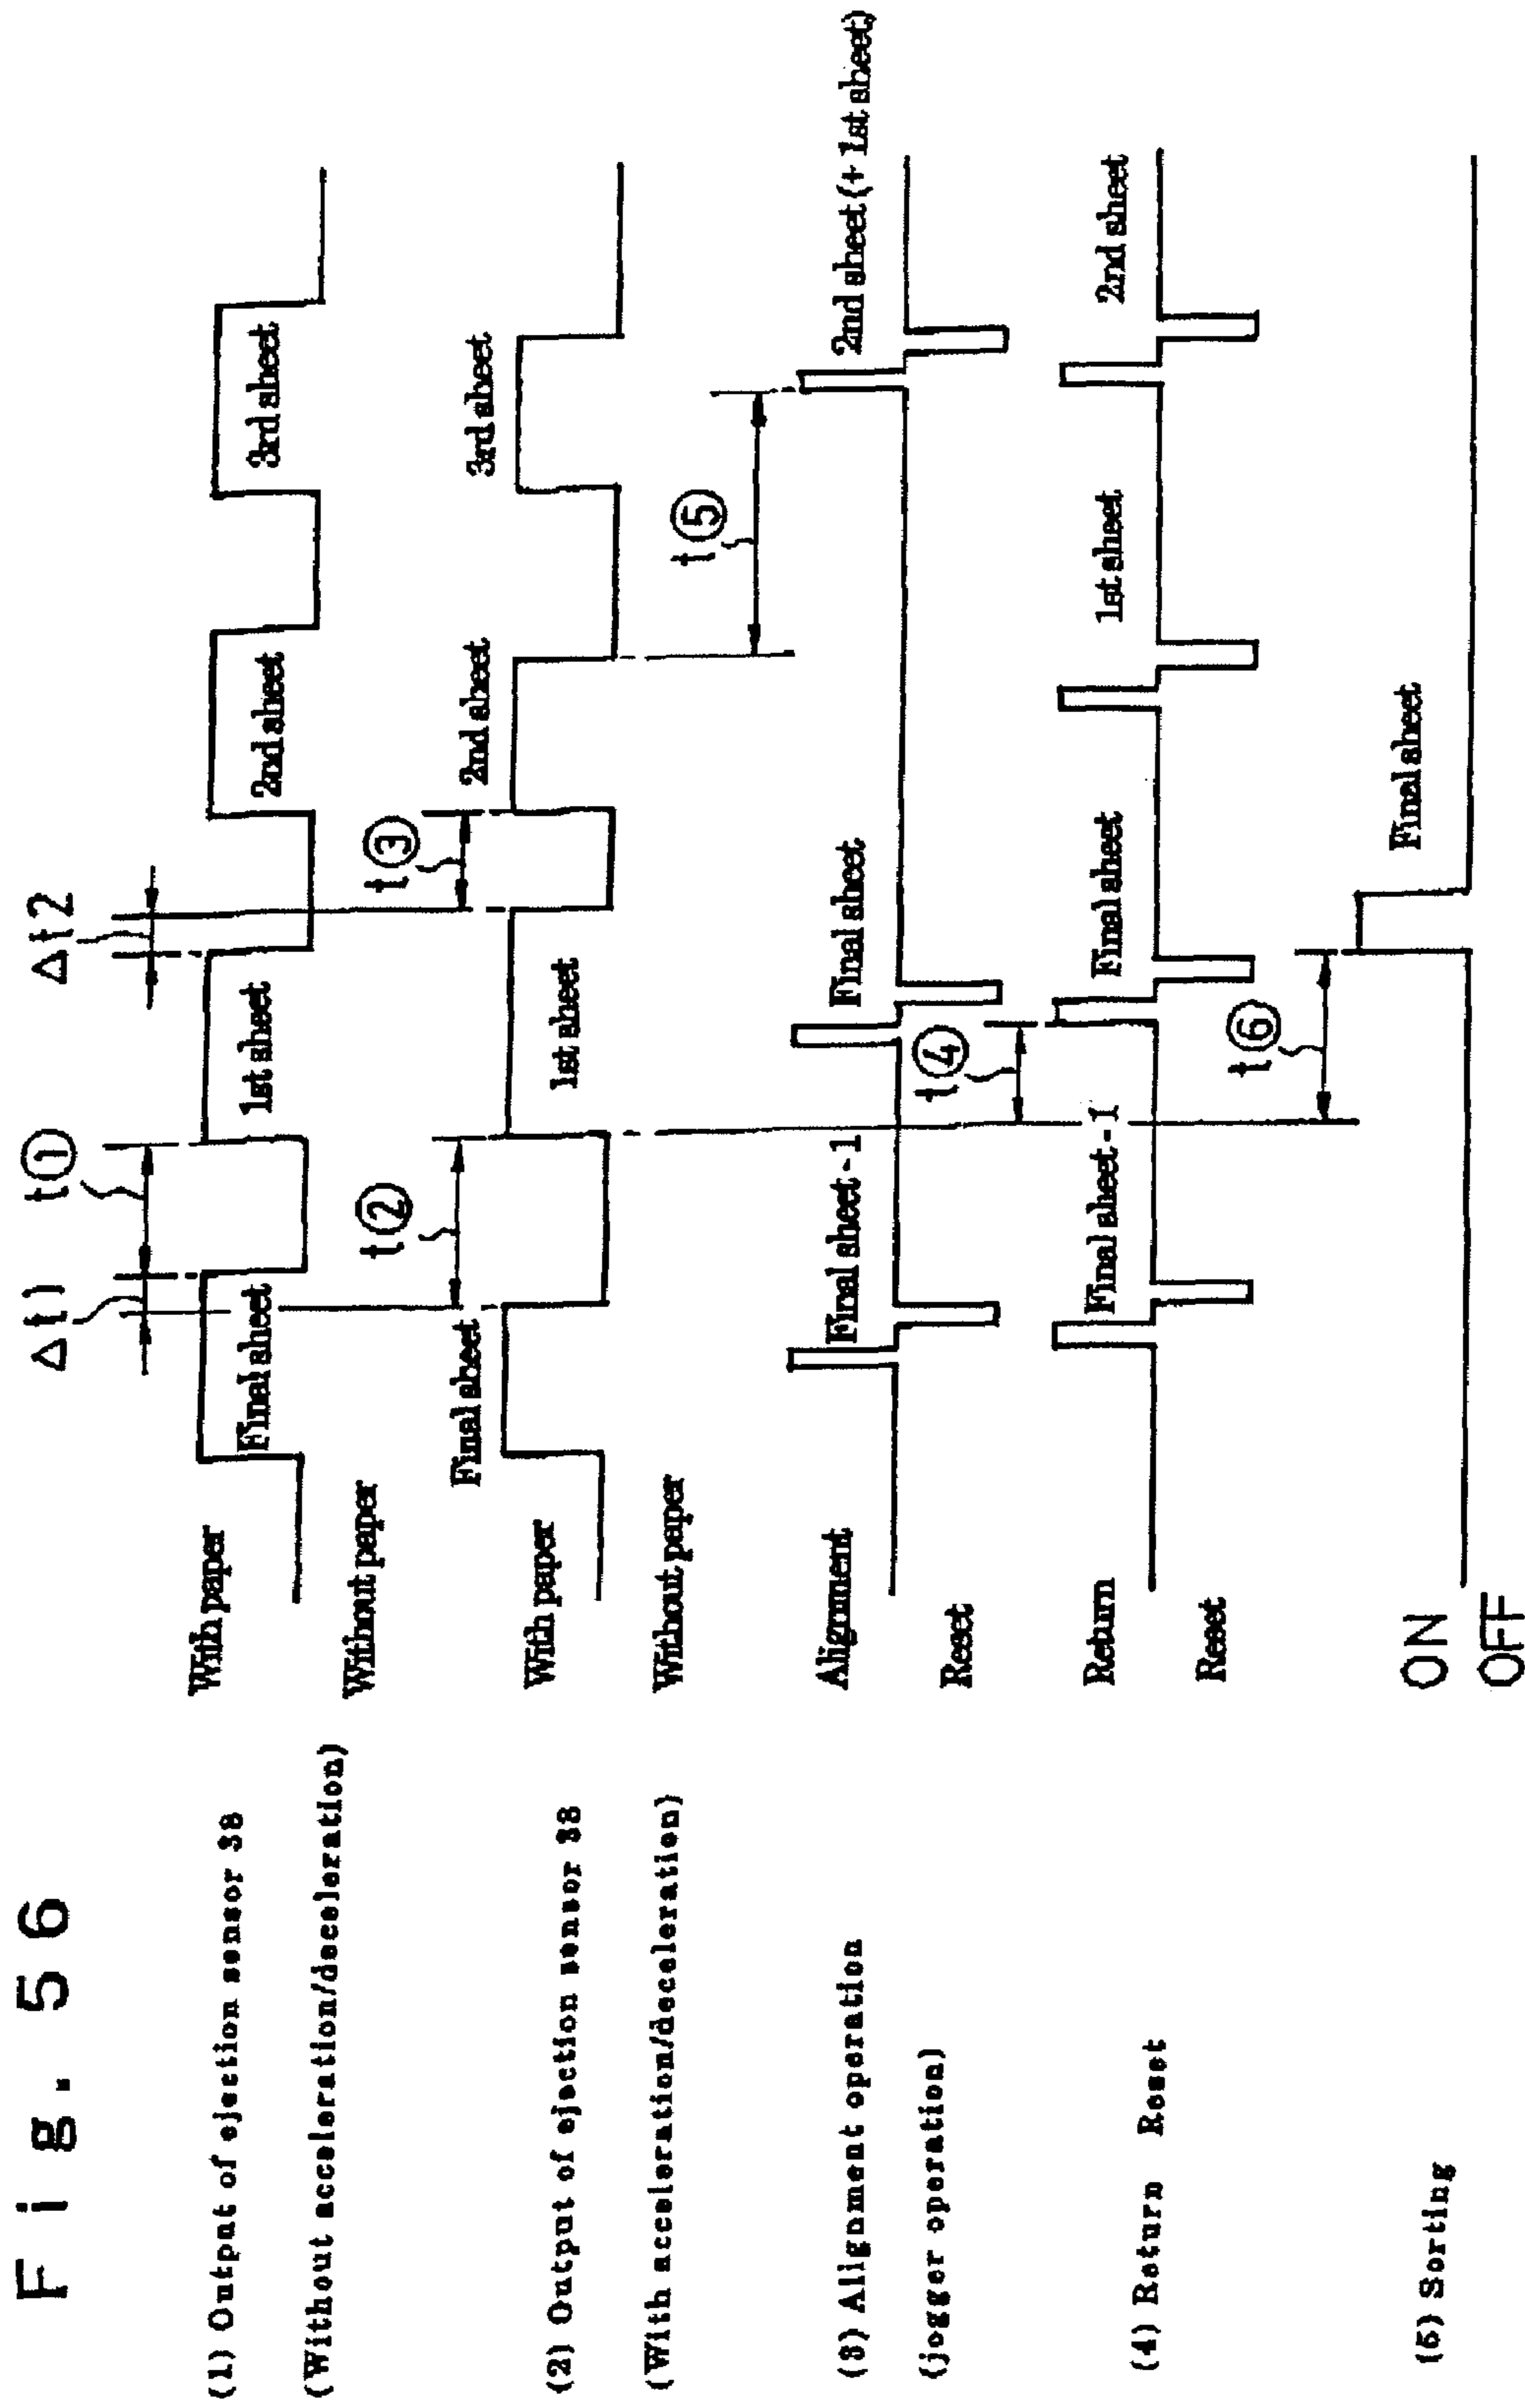 Fig. 56
Δt1
t①
Δt2
(1) Output of ejection sensor 38
(Without acceleration/deceleration)
With paper
Without paper
Final sheet
1st sheet
2nd sheet
3rd sheet
t②
t③
(2) Output of ejection sensor 38
(With acceleration/deceleration)
With paper
Without paper
Final sheet
1st sheet
2nd sheet
3rd sheet
t⑤
(3) Alignment operation
(jogger operation)
Alignment
Reset
Final sheet-1
Final sheet
2nd sheet (+ 1st sheet)
t④
(4) Return Reset
Return
Reset
Final sheet-1
Final sheet
1st sheet
2nd sheet
t⑥
(5) Sorting
ON
OFF
Final sheet